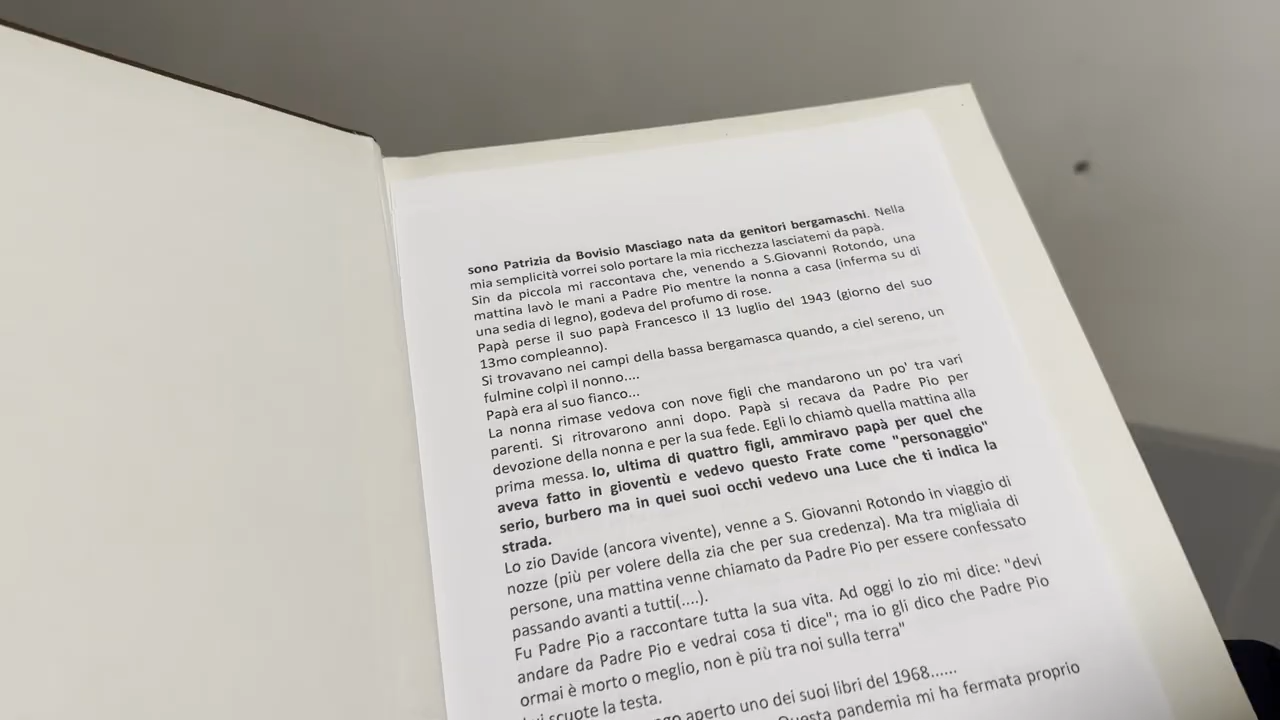 sono Patrizia da Bovisio Masciago nata da genitori bergamaschi. Nella
mia semplicità vorrei solo portare la mia ricchezza lasciatemi da papà.
Sin da piccola mi raccontava che, venendo a S.Giovanni Rotondo, una
mattina lavò le mani a Padre Pio mentre la nonna a casa (inferma su di
una sedia di legno), godeva del profumo di rose.
Papà perse il suo papà Francesco il 13 luglio del 1943 (giorno del suo
13mo compleanno).
Si trovavano nei campi della bassa bergamasca quando, a ciel sereno, un
fulmine colpì il nonno....
Papà era al suo fianco...
La nonna rimase vedova con nove figli che mandarono un po' tra vari
parenti. Si ritrovarono anni dopo. Papà si recava da Padre Pio per
devozione della nonna e per la sua fede. Egli lo chiamò quella mattina alla
prima messa. Io, ultima di quattro figli, ammiravo papà per quel che
aveva fatto in gioventù e vedevo questo Frate come "personaggio"
serio, burbero ma in quei suoi occhi vedevo una Luce che ti indica la
strada.
Lo zio Davide (ancora vivente), venne a S. Giovanni Rotondo in viaggio di
nozze (più per volere della zia che per sua credenza). Ma tra migliaia di
persone, una mattina venne chiamato da Padre Pio per essere confessato
passando avanti a tutti(....).
Fu Padre Pio a raccontare tutta la sua vita. Ad oggi lo zio mi dice: "devi
andare da Padre Pio e vedrai cosa ti dice"; ma io gli dico che Padre Pio
ormai è morto o meglio, non è più tra noi sulla terra"
scuote la testa.
aperto uno dei suoi libri del 1968......
Questa pandemia mi ha fermata proprio